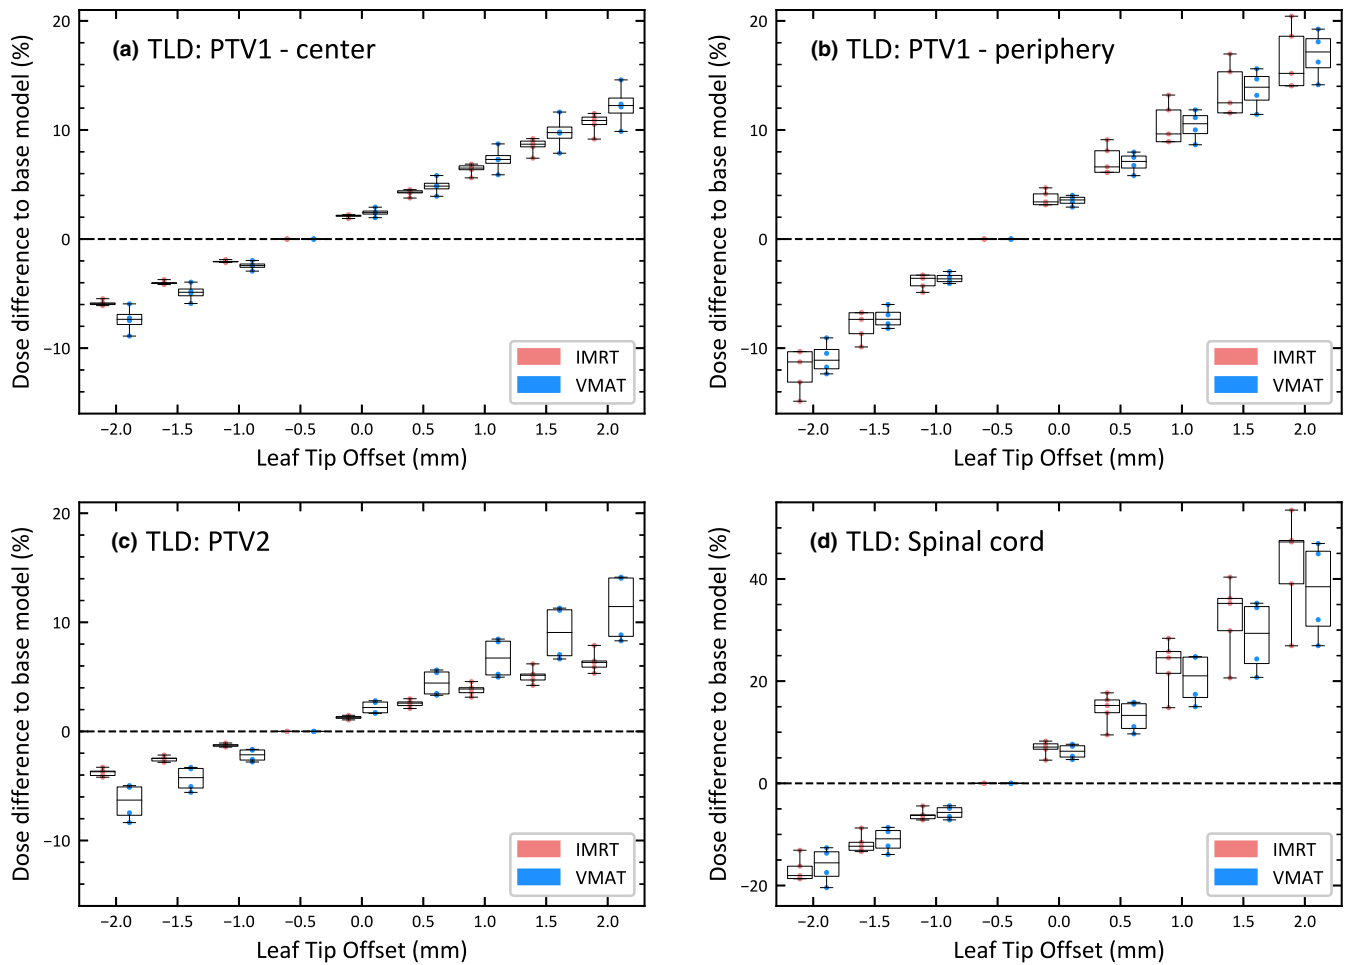 (a) TLD: PTV1 - center
Dose difference to base model (%)
20
10
0
−10
IMRT
VMAT
−2.0 −1.5 −1.0 −0.5 0.0 0.5 1.0 1.5 2.0
Leaf Tip Offset (mm)
(b) TLD: PTV1 - periphery
Dose difference to base model (%)
20
10
0
−10
IMRT
VMAT
−2.0 −1.5 −1.0 −0.5 0.0 0.5 1.0 1.5 2.0
Leaf Tip Offset (mm)
(c) TLD: PTV2
Dose difference to base model (%)
20
10
0
−10
IMRT
VMAT
−2.0 −1.5 −1.0 −0.5 0.0 0.5 1.0 1.5 2.0
Leaf Tip Offset (mm)
(d) TLD: Spinal cord
Dose difference to base model (%)
40
20
0
−20
IMRT
VMAT
−2.0 −1.5 −1.0 −0.5 0.0 0.5 1.0 1.5 2.0
Leaf Tip Offset (mm)